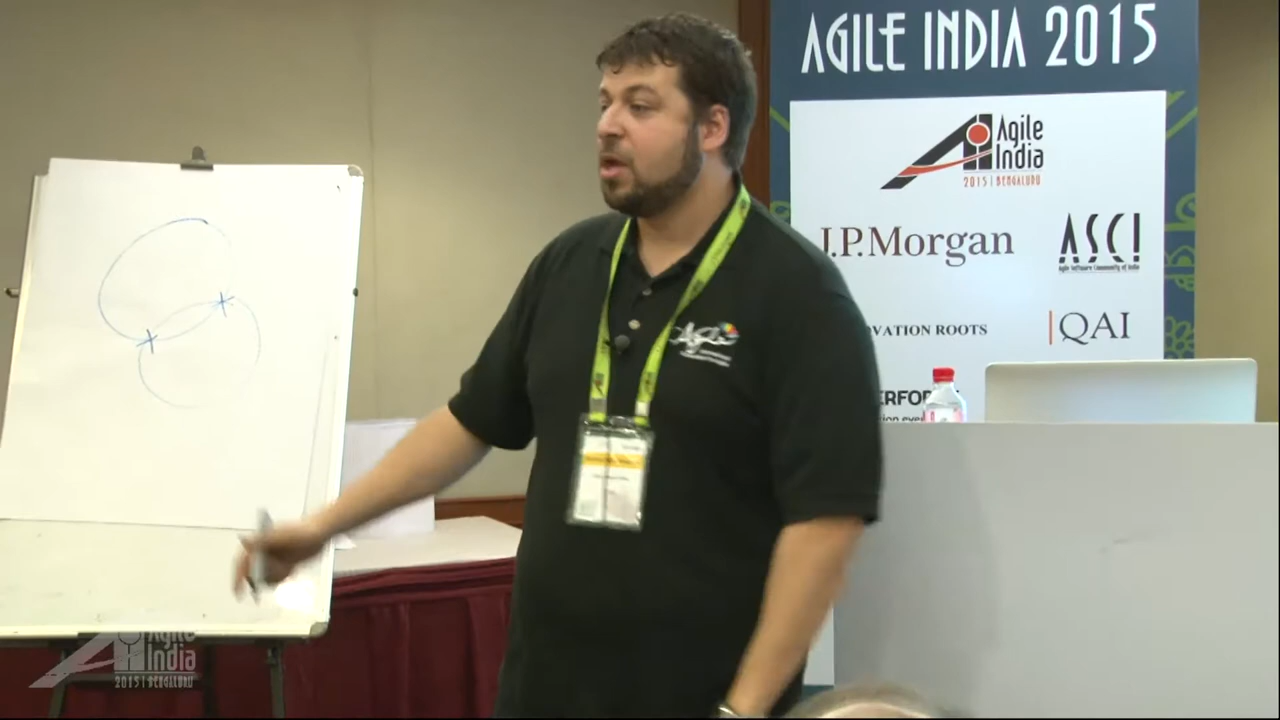 AGILE INDIA 2015
Agile
India
2015 | BENGALURU
J.P.Morgan
ASCI
Agile Software Community of India
OVATION ROOTS
QAI
ERFOR
Agile
India
2015 | BENGALURU